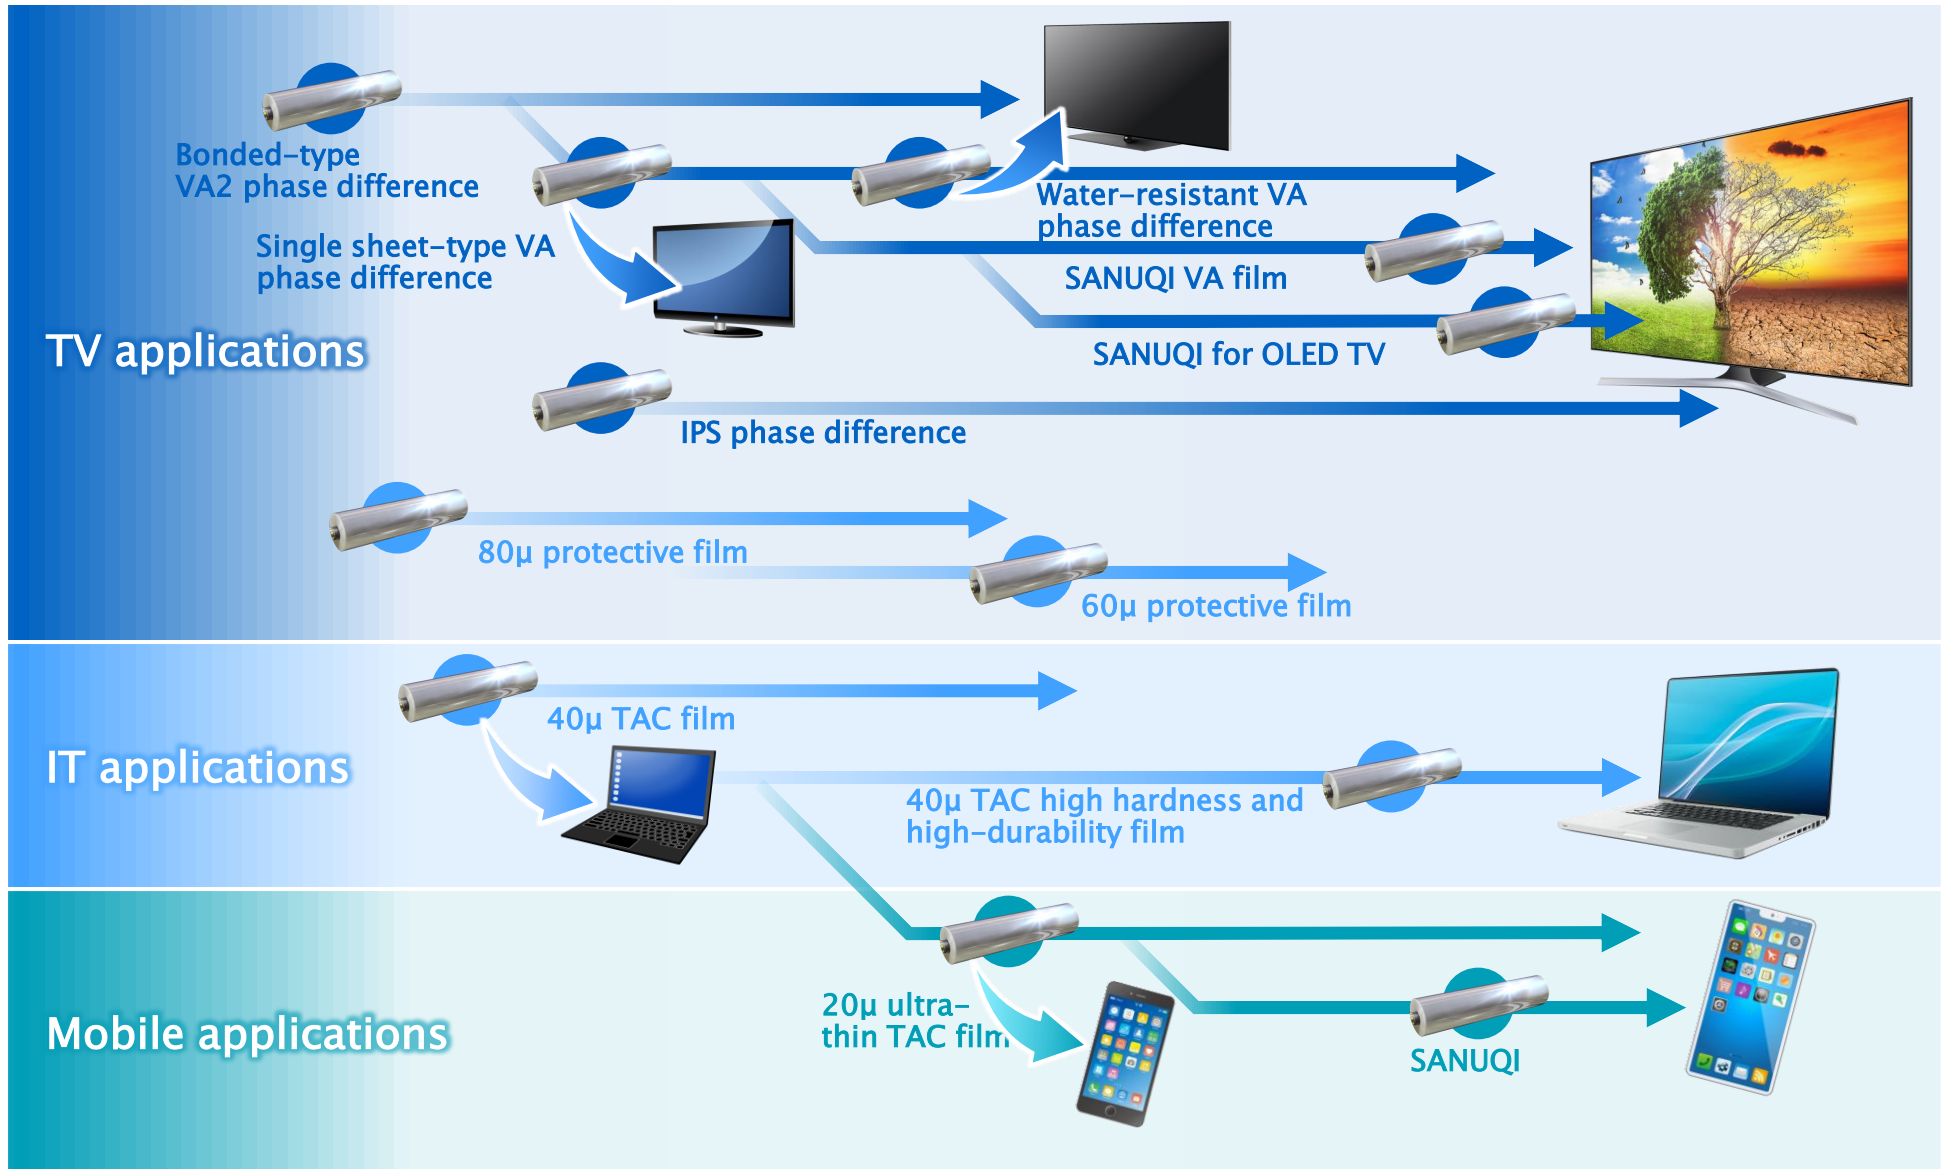 Bonded-type
VA2 phase difference
Water-resistant VA
phase difference
Single sheet-type VA
phase difference
SANUQI VA film
TV applications
SANUQI for OLED TV
IPS phase difference
80μ protective film
60μ protective film
40μ TAC film
IT applications
40μ TAC high hardness and
high-durability film
20μ ultra-
thin TAC film
Mobile applications
SANUQI